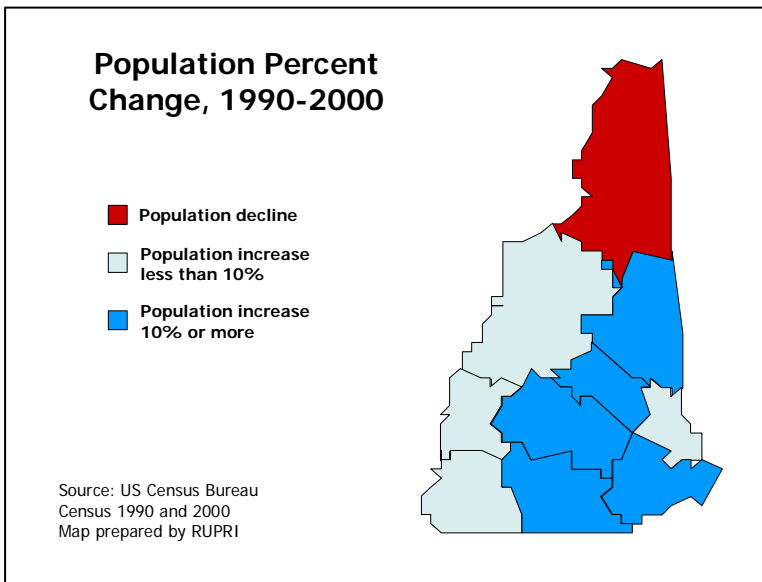 Population Percent
Change, 1990-2000
Population decline
Population increase
less than 10%
Population increase
10% or more
Source: US Census Bureau
Census 1990 and 2000
Map prepared by RUPRI